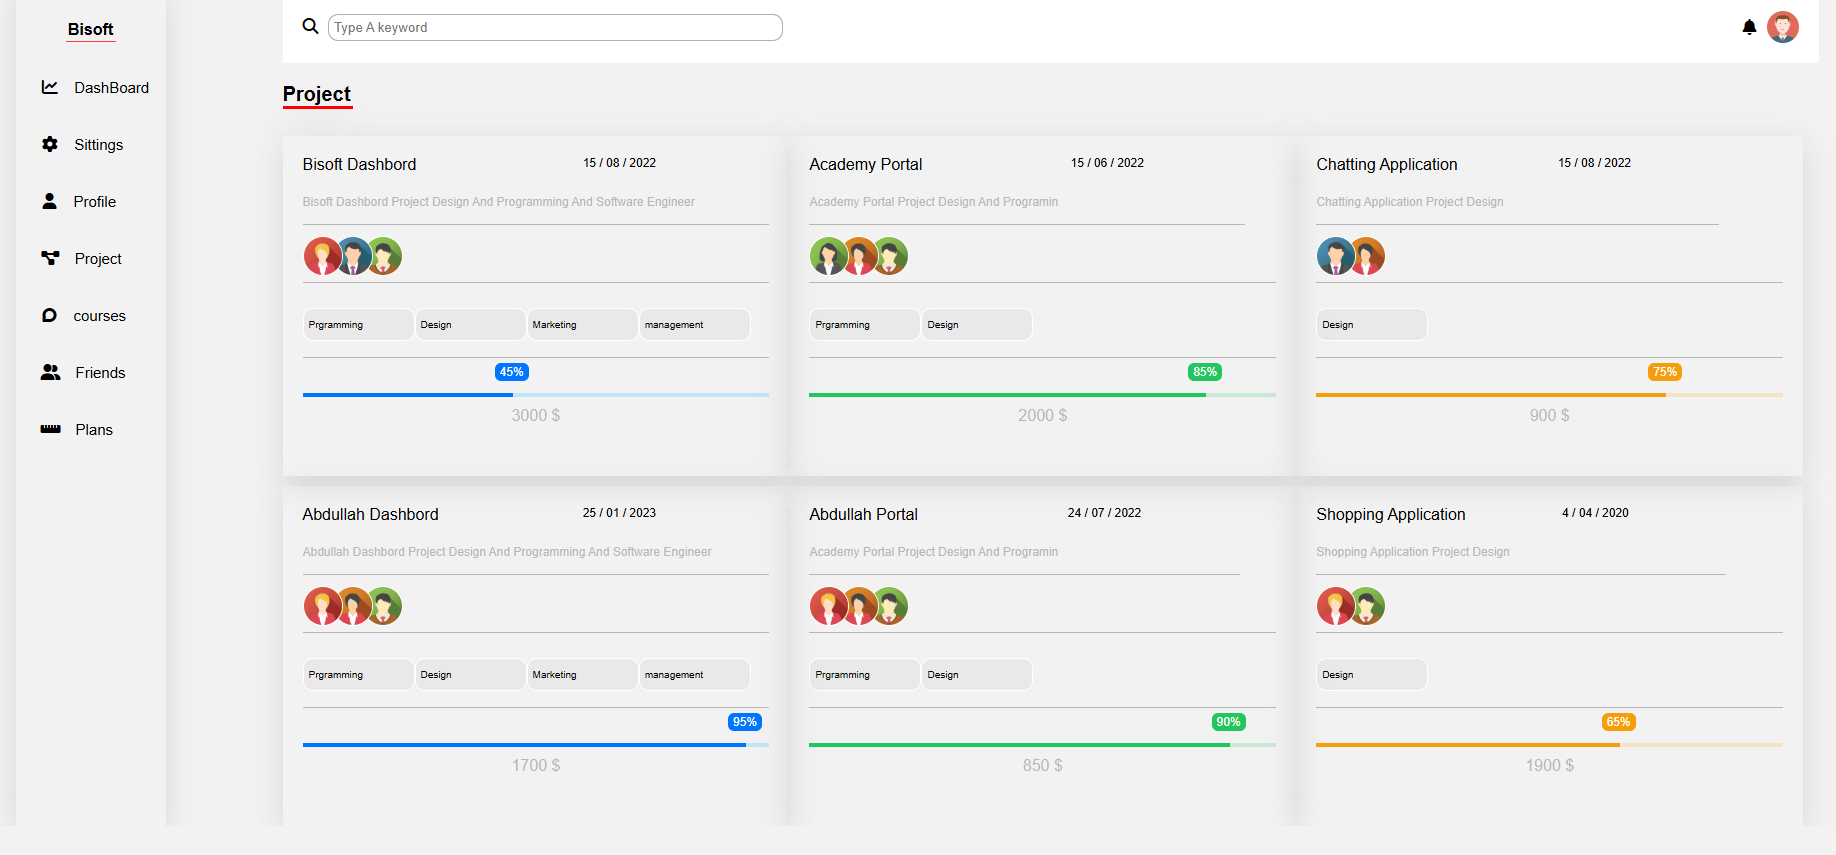 Bisoft
DashBoard
Sittings
Profile
Project
courses
Friends
Plans
Type A keyword
Project
Bisoft Dashbord
15 / 08 / 2022
Bisoft Dashbord Project Design And Programming And Software Engineer
Prgramming
Design
Marketing
management
45%
3000 $
Academy Portal
15 / 06 / 2022
Academy Portal Project Design And Programin
Prgramming
Design
85%
2000 $
Chatting Application
15 / 08 / 2022
Chatting Application Project Design
Design
75%
900 $
Abdullah Dashbord
25 / 01 / 2023
Abdullah Dashbord Project Design And Programming And Software Engineer
Prgramming
Design
Marketing
management
95%
1700 $
Abdullah Portal
24 / 07 / 2022
Academy Portal Project Design And Programin
Prgramming
Design
90%
850 $
Shopping Application
4 / 04 / 2020
Shopping Application Project Design
Design
65%
1900 $